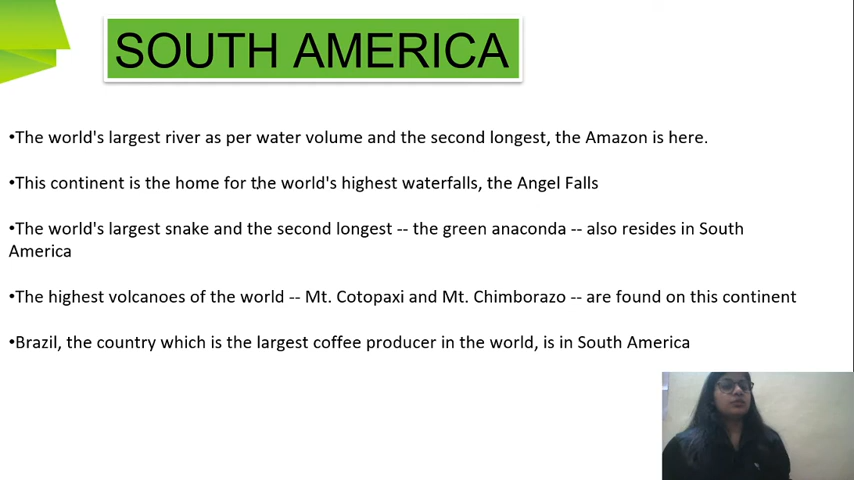 SOUTH AMERICA
•The world's largest river as per water volume and the second longest, the Amazon is here.
•This continent is the home for the world's highest waterfalls, the Angel Falls
•The world's largest snake and the second longest -- the green anaconda -- also resides in South
America
•The highest volcanoes of the world -- Mt. Cotopaxi and Mt. Chimborazo -- are found on this continent
•Brazil, the country which is the largest coffee producer in the world, is in South America